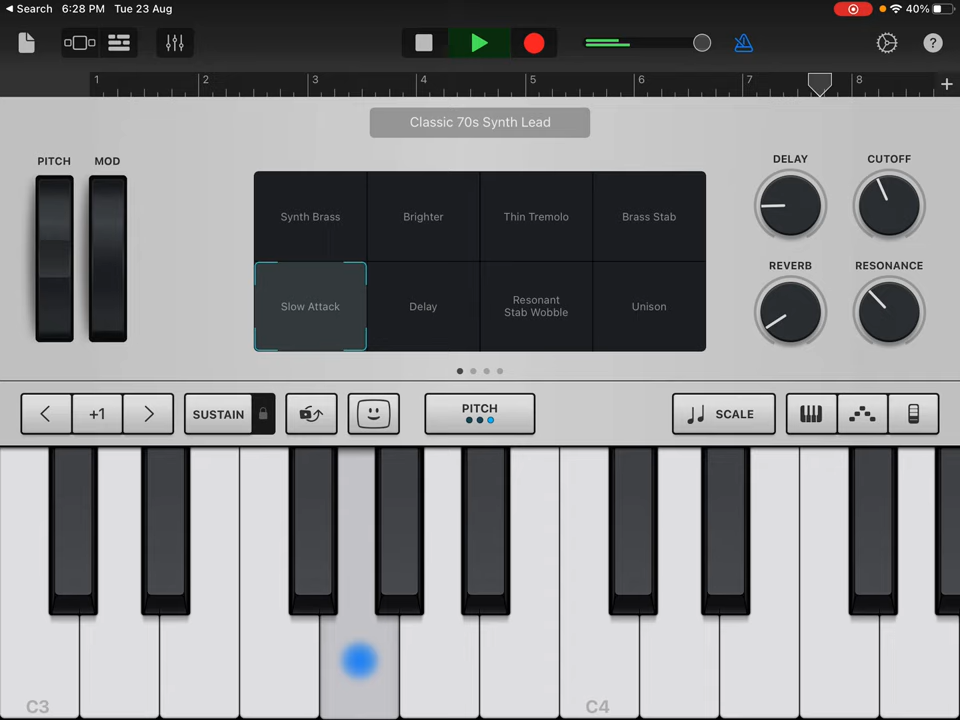 Search 6:28 PM Tue 23 Aug 40%
?
1 2 3 4 5 6 7 8 +
Classic 70s Synth Lead
PITCH MOD
DELAY CUTOFF
Synth Brass Brighter Thin Tremolo Brass Stab
REVERB RESONANCE
Slow Attack Delay Resonant Stab Wobble Unison
+1 SUSTAIN PITCH SCALE
C3 C4